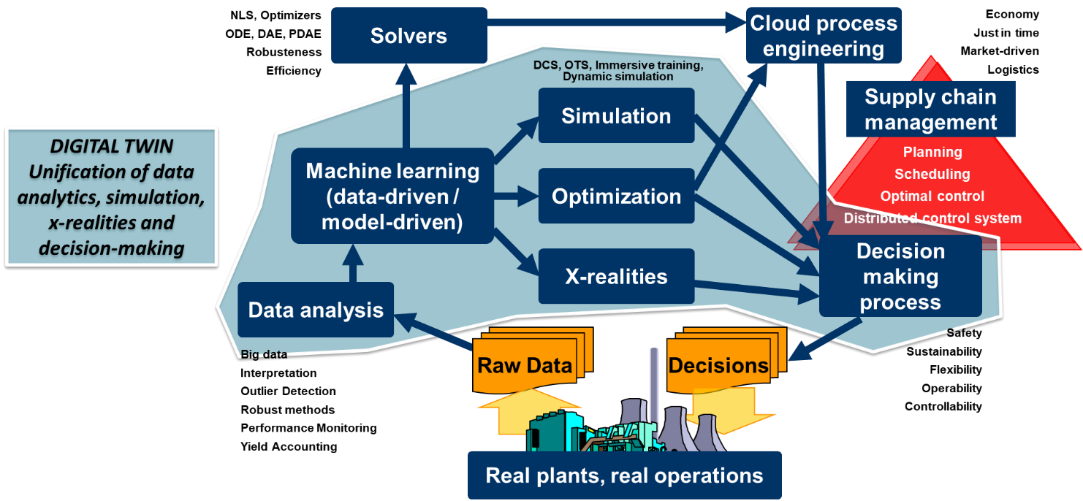 NLS, Optimizers
ODE, DAE, PDAE
Robusteness
Efficiency
Solvers
Cloud process
engineering
Economy
Just in time
Market-driven
Logistics
DCS, OTS, Immersive training,
Dynamic simulation
Supply chain
management
Planning
Scheduling
Optimal control
Distributed control system
DIGITAL TWIN
Unification of data
analytics, simulation,
x-realities and
decision-making
Machine learning
(data-driven /
model-driven)
Simulation
Optimization
X-realities
Decision
making
process
Data analysis
Big data
Interpretation
Outlier Detection
Robust methods
Performance Monitoring
Yield Accounting
Raw Data
Decisions
Safety
Sustainability
Flexibility
Operability
Controllability
Real plants, real operations